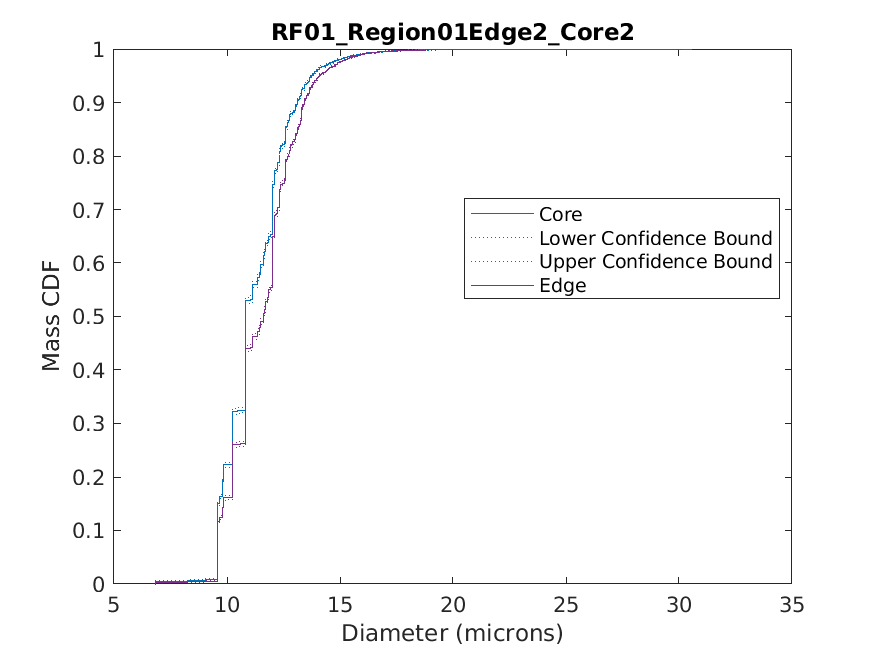 RF01_Region01Edge2_Core2
1
0.9
0.8
0.7
0.6
0.5
0.4
0.3
0.2
0.1
0
Mass CDF
Core
Lower Confidence Bound
Upper Confidence Bound
Edge
5 10 15 20 25 30 35
Diameter (microns)